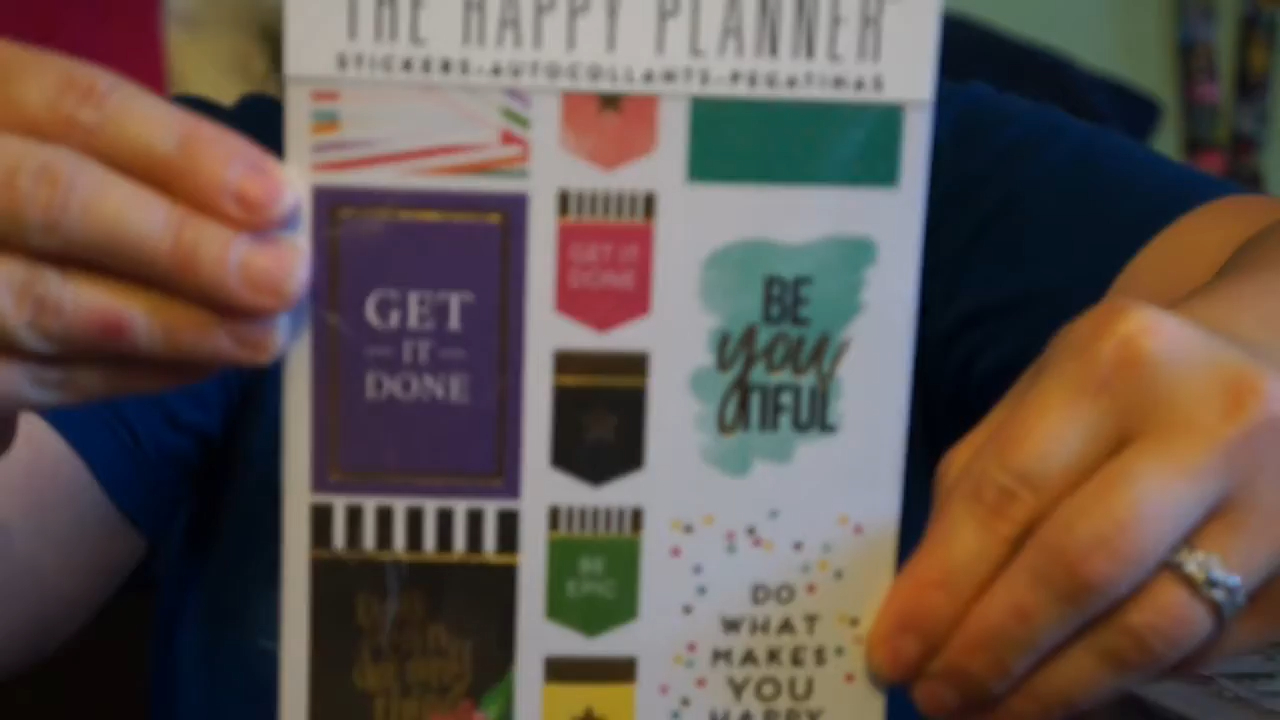 THE HAPPY PLANNER
STICKERS-AUTOCOLLANTS-PEGATINAS
GET
IT
DONE
GET IT
DONE
BE
you
TIFUL
BE
EPIC
DO
WHAT
MAKES
YOU
HAPPY